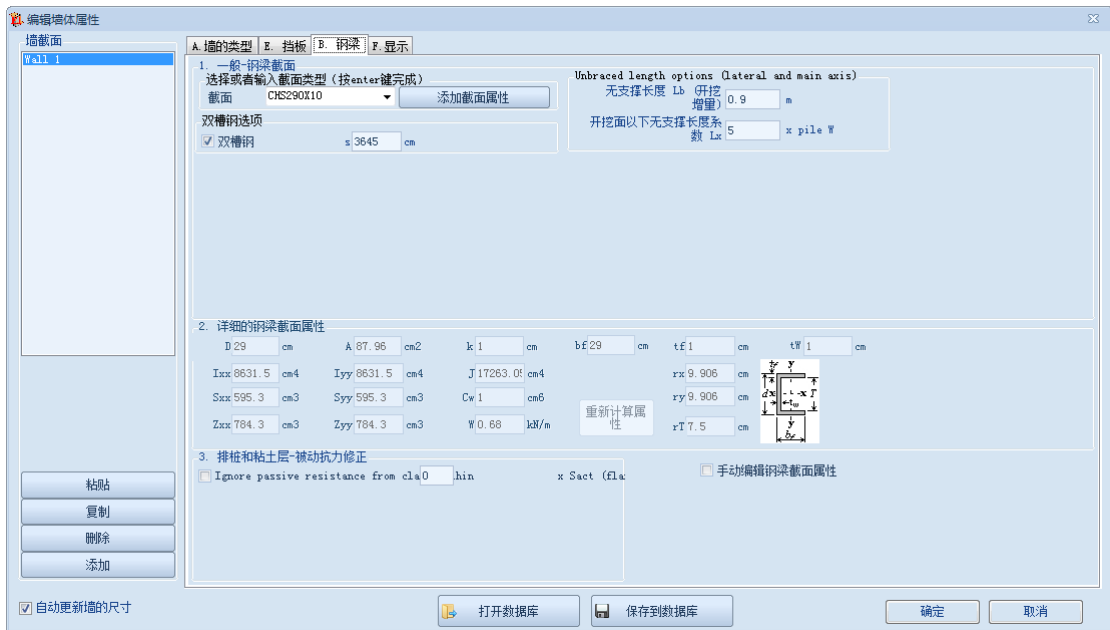 编辑墙体属性
墙截面
Wall 1
A.墙的类型 E. 挡板 B. 钢梁 F.显示
1. 一般-钢梁截面
选择或者输入截面类型(按enter键完成)
截面 CHS290X10 添加截面属性
双槽钢选项
双槽钢 s 3645 cm
Unbraced length options (lateral and main axis)
无支撑长度 Lb (开挖
增量) 0.9 m
开挖面以下无支撑长度系
数 Lx 5 x pile W
2. 详细的钢梁截面属性
D 29 cm A 87.96 cm2 k 1 cm bf 29 cm tf 1 cm tW 1 cm
Ixx 8631.5 cm4 Iyy 8631.5 cm4 J 17263.05 cm4 rx 9.906 cm
Sxx 595.3 cm3 Syy 595.3 cm3 Cw 1 cm6 ry 9.906 cm
Zxx 784.3 cm3 Zyy 784.3 cm3 W 0.68 kN/m rT 7.5 cm
重新计算属
性
tf y
d x x T
tw
y
bf
3. 排桩和粘土层-被动抗力修正
Ignore passive resistance from cla 0 hin x Sact (fla
手动编辑钢梁截面属性
粘贴
复制
删除
添加
自动更新墙的尺寸
打开数据库
保存到数据库
确定
取消